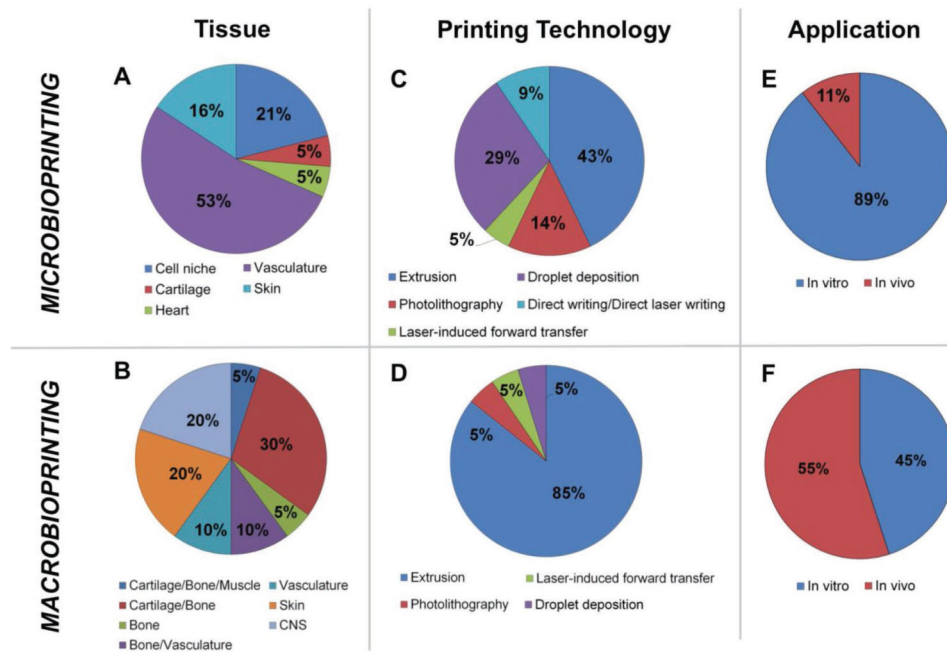 Tissue
Printing Technology
Application
MICROBIOPRINTING
A
16%
21%
5%
5%
53%
Cell niche
Vasculature
Cartilage
Skin
Heart
C
9%
29%
43%
14%
5%
Extrusion
Droplet deposition
Photolithography
Direct writing/Direct laser writing
Laser-induced forward transfer
E
11%
89%
In vitro
In vivo
MACROBIOPRINTING
B
5%
20%
30%
20%
5%
10%
10%
Cartilage/Bone/Muscle
Vasculature
Cartilage/Bone
Skin
Bone
CNS
Bone/Vasculature
D
5%
5%
5%
85%
Extrusion
Laser-induced forward transfer
Photolithography
Droplet deposition
F
55%
45%
In vitro
In vivo